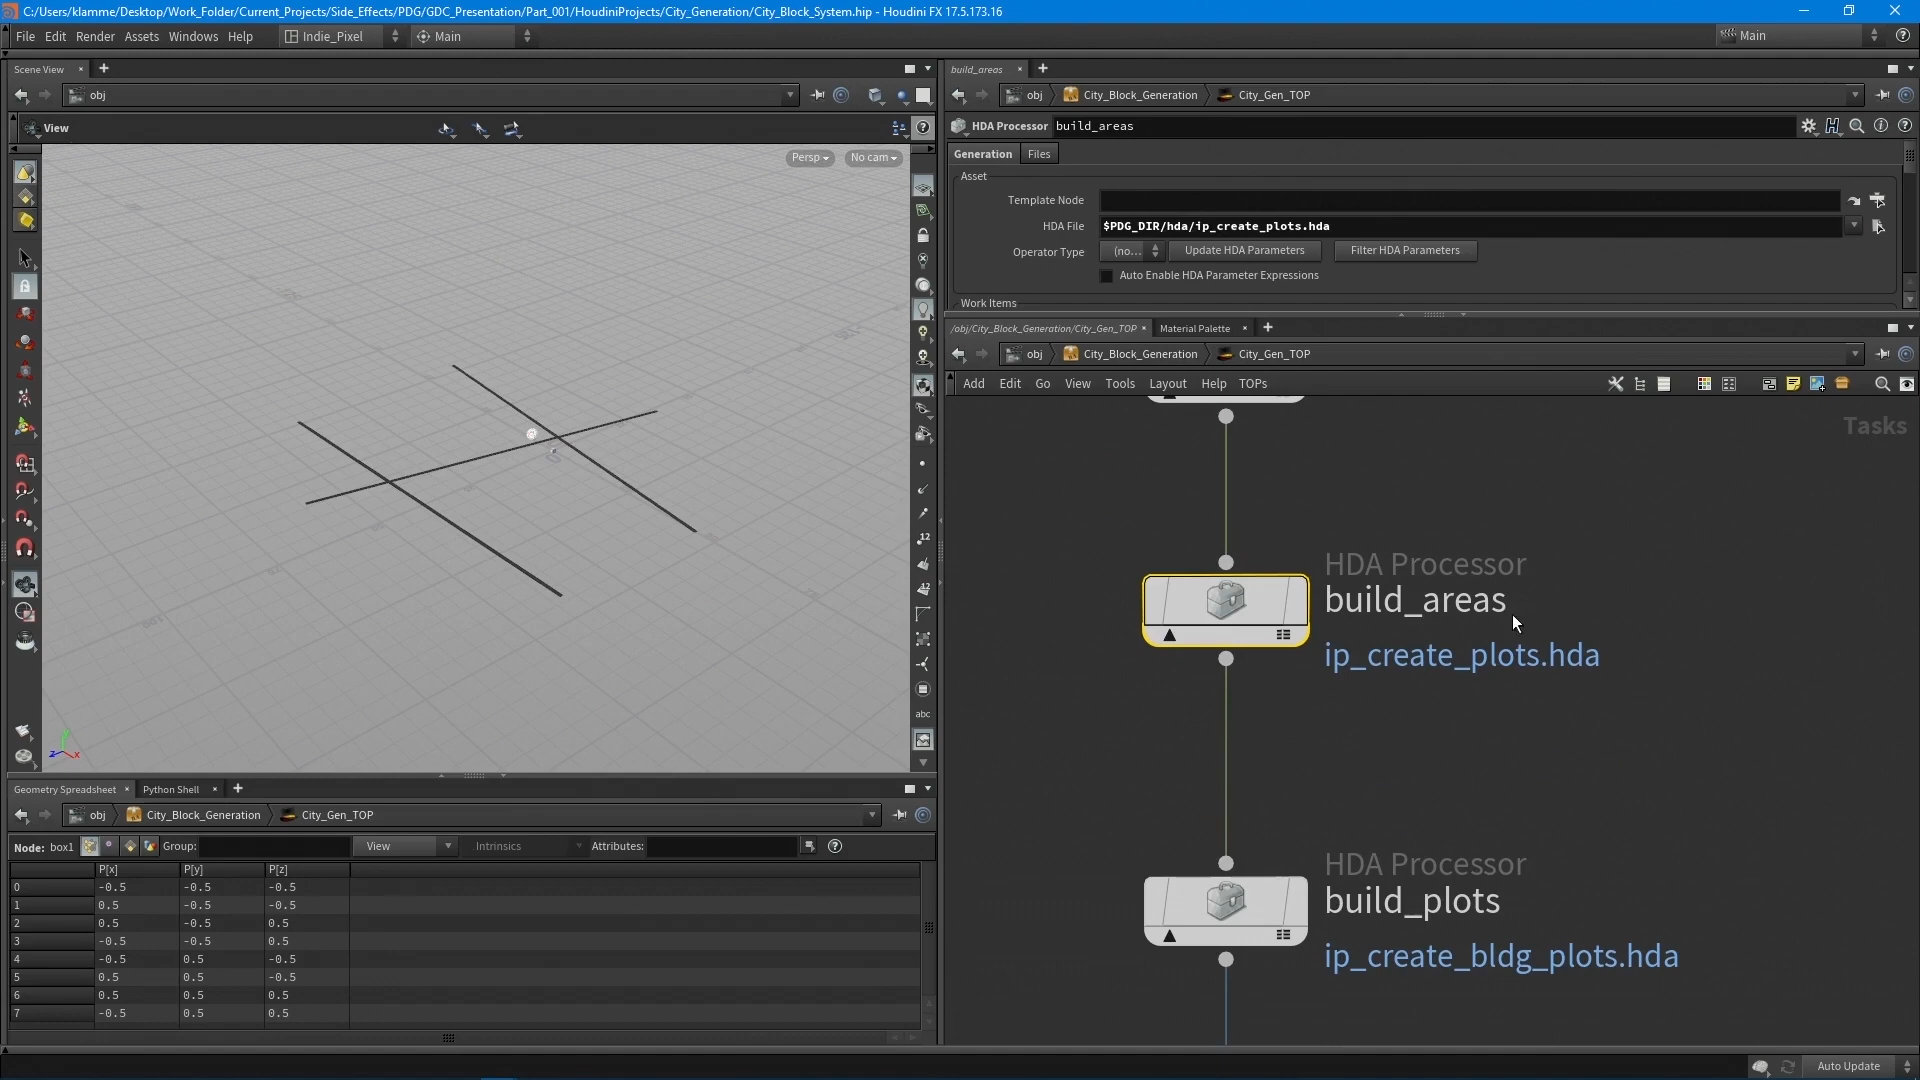 C:/Users/klamme/Desktop/Work_Folder/Current_Projects/Side_Effects/PDG/GDC_Presentation/Part_001/HoudiniProjects/City_Generation/City_Block_System.hip - Houdini FX 17.5.173.16
File Edit Render Assets Windows Help Indie_Pixel Main Main
Scene View
obj
View
Persp No cam
12
12
abc
z y x
Geometry Spreadsheet Python Shell
obj City_Block_Generation City_Gen_TOP
Node: box1 Group: View Intrinsics Attributes:
P[x] P[y] P[z]
0 -0.5 -0.5 -0.5
1 0.5 -0.5 -0.5
2 0.5 -0.5 0.5
3 -0.5 -0.5 0.5
4 -0.5 0.5 -0.5
5 0.5 0.5 -0.5
6 0.5 0.5 0.5
7 -0.5 0.5 0.5
build_areas
obj City_Block_Generation City_Gen_TOP
HDA Processor build_areas
Generation Files
Asset
Template Node
HDA File $PDG_DIR/hda/ip_create_plots.hda
Operator Type (no... Update HDA Parameters Filter HDA Parameters
Auto Enable HDA Parameter Expressions
Work Items
/obj/City_Block_Generation/City_Gen_TOP Material Palette
obj City_Block_Generation City_Gen_TOP
Add Edit Go View Tools Layout Help TOPs
Tasks
HDA Processor
build_areas
ip_create_plots.hda
HDA Processor
build_plots
ip_create_bldg_plots.hda
Auto Update